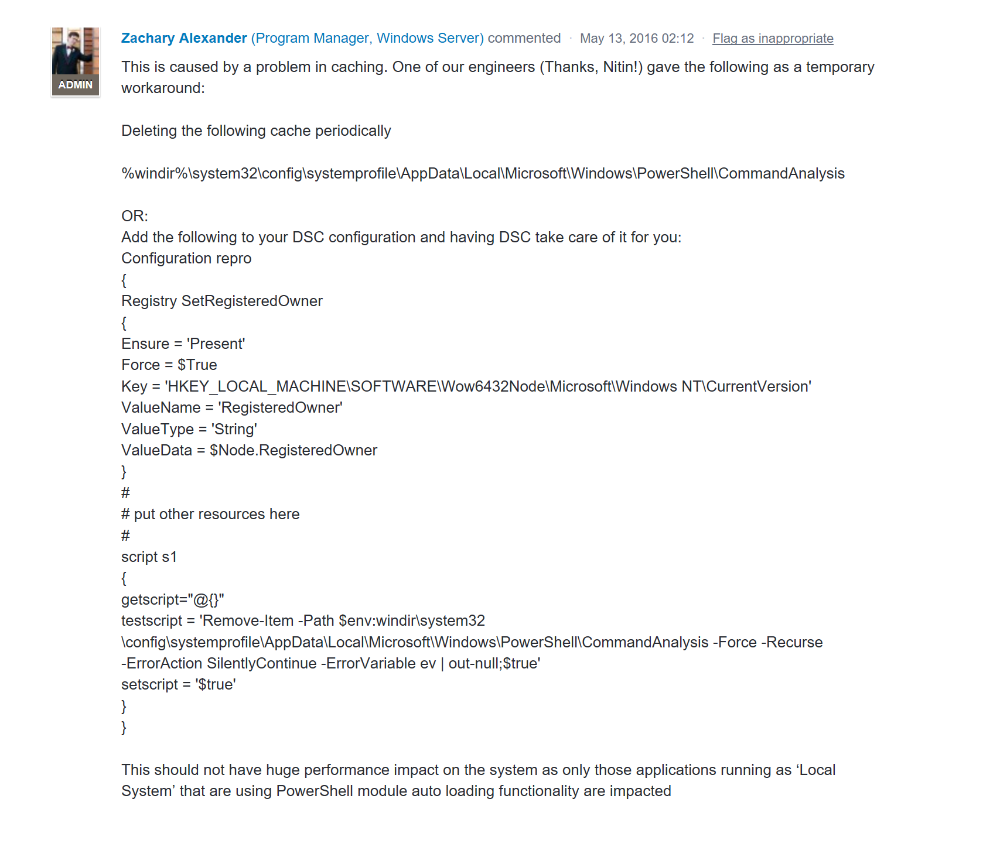 Zachary Alexander (Program Manager, Windows Server) commented · May 13, 2016 02:12 · Flag as inappropriate
ADMIN
This is caused by a problem in caching. One of our engineers (Thanks, Nitin!) gave the following as a temporary
workaround:
Deleting the following cache periodically
%windir%\system32\config\systemprofile\AppData\Local\Microsoft\Windows\PowerShell\CommandAnalysis
OR:
Add the following to your DSC configuration and having DSC take care of it for you:
Configuration repro
{
Registry SetRegisteredOwner
{
Ensure = 'Present'
Force = $True
Key = 'HKEY_LOCAL_MACHINE\SOFTWARE\Wow6432Node\Microsoft\Windows NT\CurrentVersion'
ValueName = 'RegisteredOwner'
ValueType = 'String'
ValueData = $Node.RegisteredOwner
}
#
# put other resources here
#
script s1
{
getscript="@{}"
testscript = 'Remove-Item -Path $env:windir\system32
\config\systemprofile\AppData\Local\Microsoft\Windows\PowerShell\CommandAnalysis -Force -Recurse
-ErrorAction SilentlyContinue -ErrorVariable ev | out-null;$true'
setscript = '$true'
}
}
This should not have huge performance impact on the system as only those applications running as ‘Local
System’ that are using PowerShell module auto loading functionality are impacted